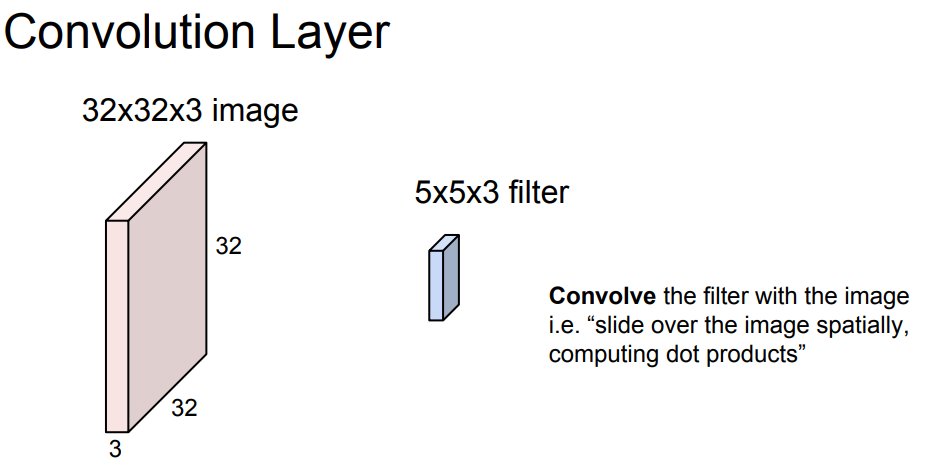 Convolution Layer
32x32x3 image
5x5x3 filter
32
Convolve the filter with the image
i.e. “slide over the image spatially,
computing dot products”
32
3